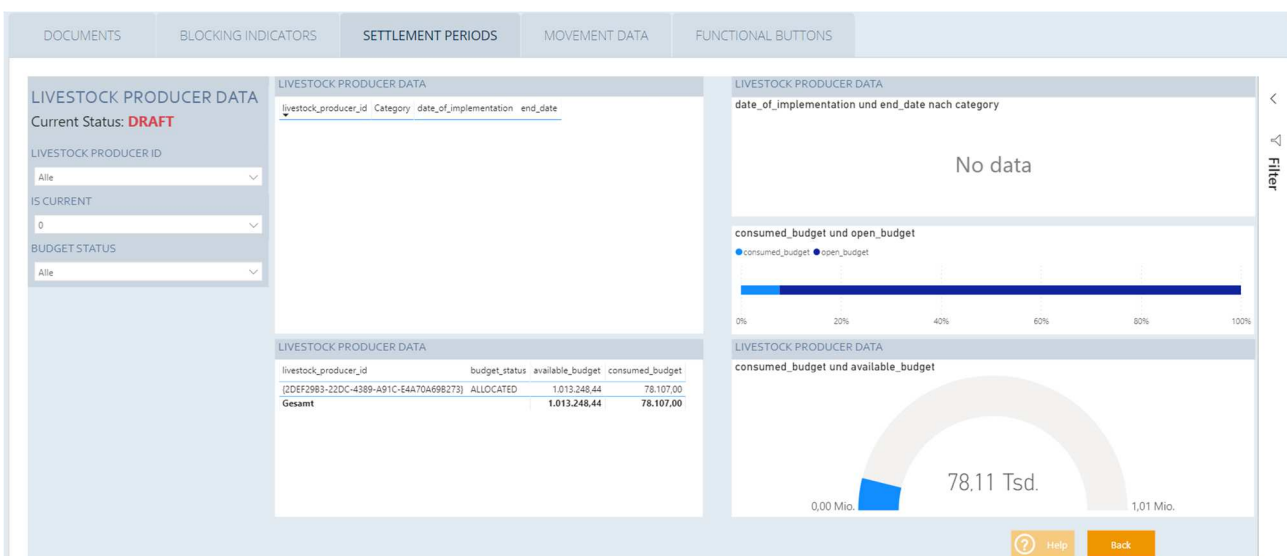 DOCUMENTS BLOCKING INDICATORS SETTLEMENT PERIODS MOVEMENT DATA FUNCTIONAL BUTTONS
LIVESTOCK PRODUCER DATA
Current Status: DRAFT
LIVESTOCK PRODUCER ID
Alle
IS CURRENT
0
BUDGET STATUS
Alle
LIVESTOCK PRODUCER DATA
livestock_producer_id Category date_of_implementation end_date
LIVESTOCK PRODUCER DATA
livestock_producer_id budget_status available_budget consumed_budget
{2DEF29B3-22DC-4389-A91C-E4A70A69B273} ALLOCATED 1.013.248,44 78.107,00
Gesamt 1.013.248,44 78.107,00
LIVESTOCK PRODUCER DATA
date_of_implementation und end_date nach category
No data
consumed_budget und open_budget
consumed_budget open_budget
0% 20% 40% 60% 80% 100%
LIVESTOCK PRODUCER DATA
consumed_budget und available_budget
78,11 Tsd.
0,00 Mio. 1,01 Mio.
Filter
? Help Back